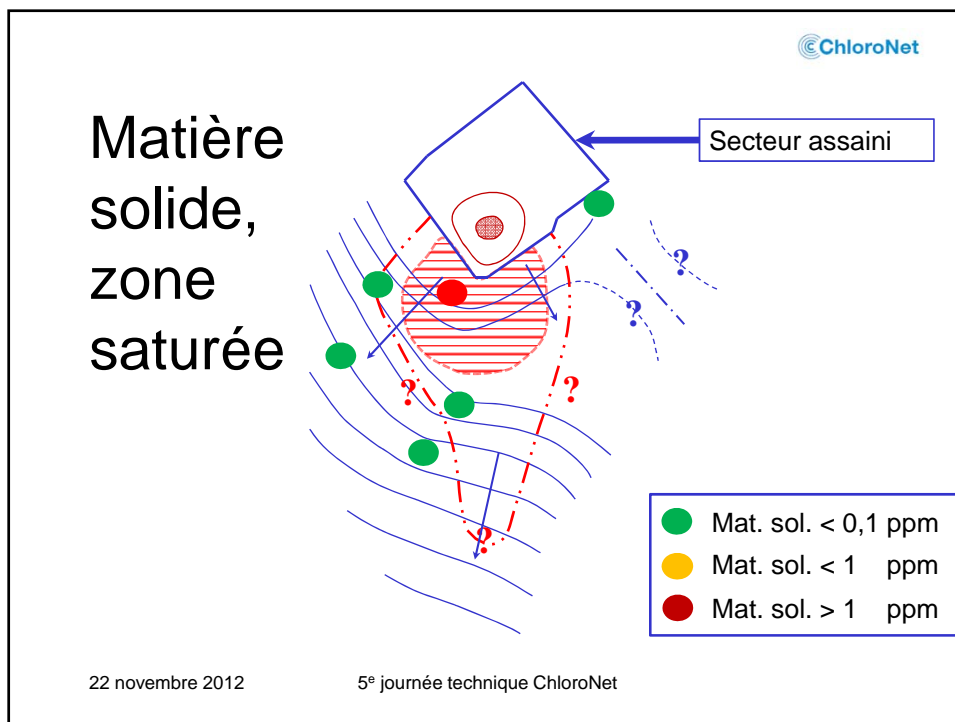 ChloroNet
Matière
solide,
zone
saturée
Secteur assaini
?
?
?
?
?
Mat. sol. < 0,1 ppm
Mat. sol. < 1 ppm
Mat. sol. > 1 ppm
22 novembre 2012
5e journée technique ChloroNet